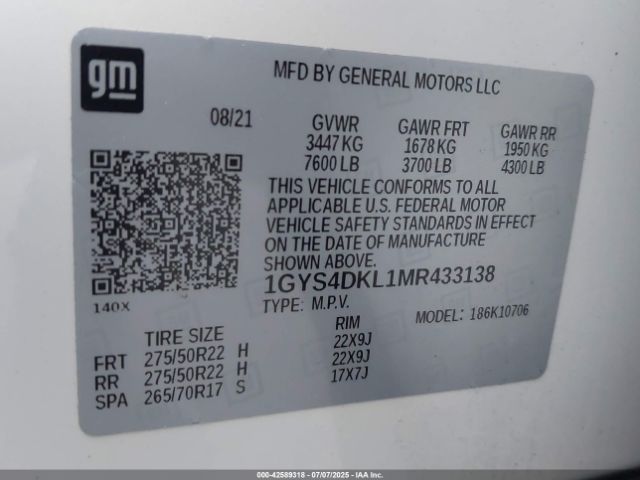 gm
MFD BY GENERAL MOTORS LLC
08/21 GVWR GAWR FRT GAWR RR
3447 KG 1678 KG 1950 KG
7600 LB 3700 LB 4300 LB
THIS VEHICLE CONFORMS TO ALL
APPLICABLE U.S. FEDERAL MOTOR
VEHICLE SAFETY STANDARDS IN EFFECT
ON THE DATE OF MANUFACTURE
SHOWN ABOVE.
1GYS4DKL1MR433138
140X
TYPE: M.P.V. MODEL: 186K10706
TIRE SIZE RIM
FRT 275/50R22 H 22X9J
RR 275/50R22 H 22X9J
SPA 265/70R17 S 17X7J
000-42589318 - 07/07/2025 - IAAI.com